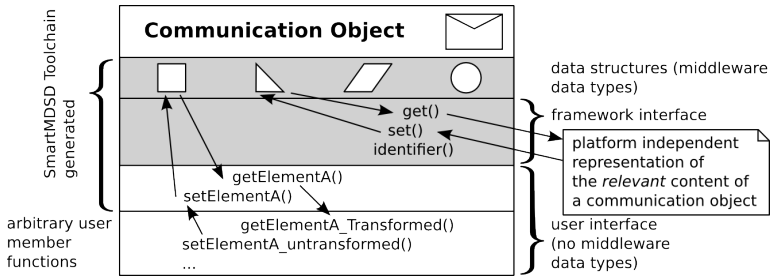 Communication Object
SmartMDSD Toolchain
generated
data structures (middleware
data types)
get()
set()
identifier()
framework interface
platform independent
representation of
the relevant content of
a communication object
getElementA()
setElementA()
arbitrary user
member
functions
getElementA_Transformed()
setElementA_untransformed()
...
user interface
(no middleware
data types)